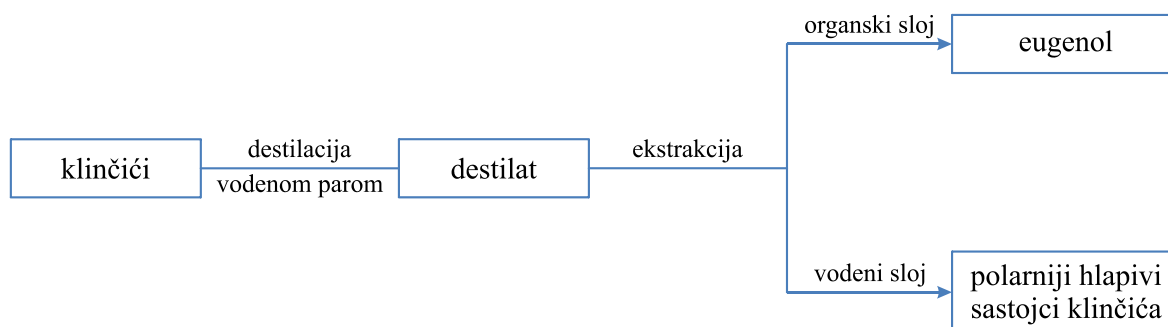 klinčići
destilacija
vodenom parom
destilat
ekstrakcija
organski sloj
eugenol
vodeni sloj
polarniji hlapivi
sastojci klinčića